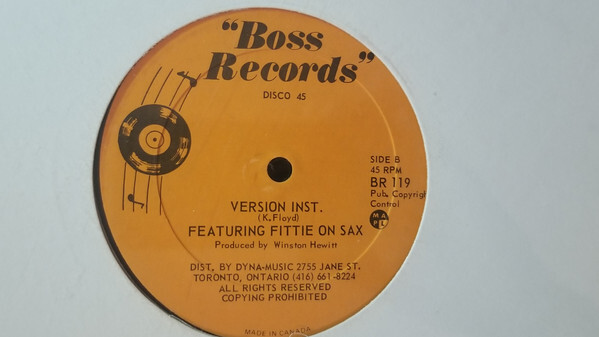 "Boss
Records"
DISCO 45
SIDE B
45 RPM
BR 119
Pub. Copyright
Control
M A
P L
VERSION INST.
(K. Floyd)
FEATURING FITTIE ON SAX
Produced by Winston Hewitt
DIST, BY DYNA-MUSIC 2755 JANE ST.
TORONTO, ONTARIO (416) 661-8224
ALL RIGHTS RESERVED
COPYING PROHIBITED
MADE IN CANADA